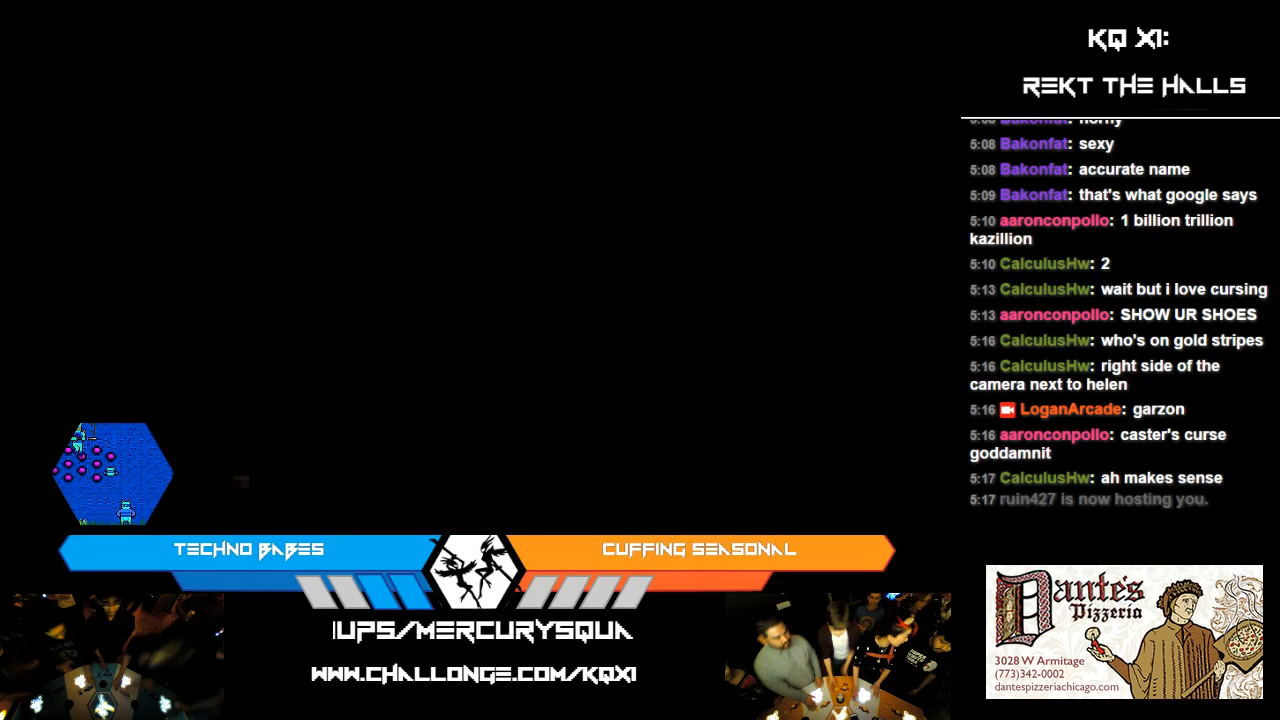 KQ XI:
REKT THE HALLS
5:08 Bakonfat: horny
5:08 Bakonfat: sexy
5:08 Bakonfat: accurate name
5:09 Bakonfat: that's what google says
5:10 aaronconpollo: 1 billion trillion
kazillion
5:10 CalculusHw: 2
5:13 CalculusHw: wait but i love cursing
5:13 aaronconpollo: SHOW UR SHOES
5:16 CalculusHw: who's on gold stripes
5:16 CalculusHw: right side of the
camera next to helen
5:16 LoganArcade: garzon
5:16 aaronconpollo: caster's curse
goddamnit
5:17 CalculusHw: ah makes sense
5:17 ruin427 is now hosting you.
TECHNO BABES
CUFFING SEASONAL
UPS/MERCURYSQUA
WWW.CHALLONGE.COM/KQXI
Dante's
Pizzeria
3028 W Armitage
(773)342-0002
dantespizzeriachicago.com